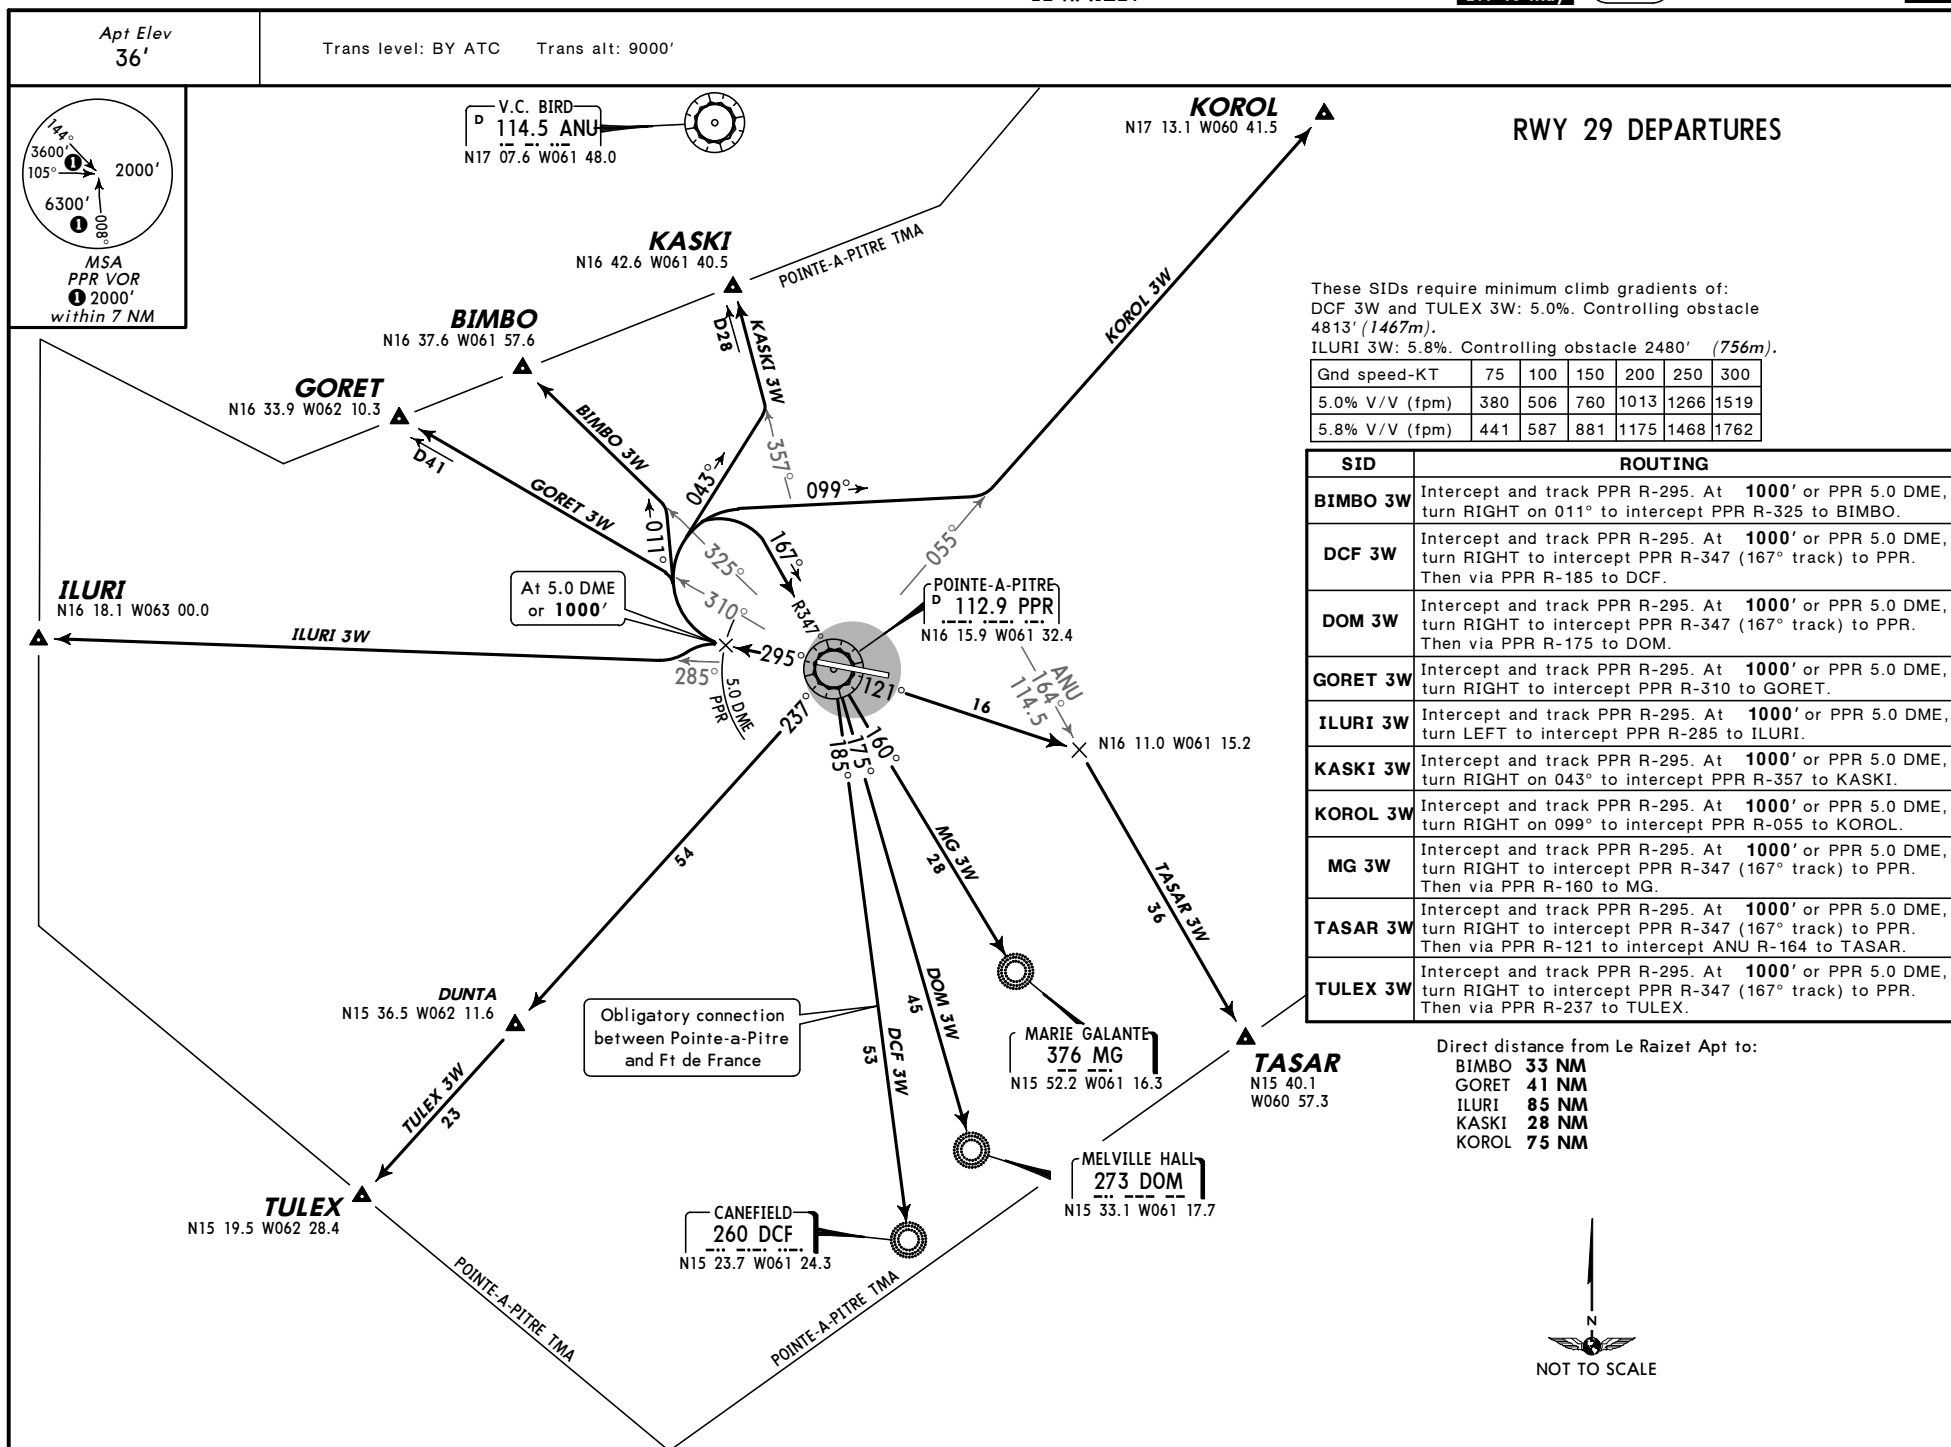 Apt Elev
36'
Trans level: BY ATC Trans alt: 9000'
RWY 29 DEPARTURES
144°
3600' 1
105°
2000'
6300'
1
008°
MSA
PPR VOR
1 2000'
within 7 NM
V.C. BIRD
D 114.5 ANU
N17 07.6 W061 48.0
KOROL
N17 13.1 W060 41.5
KASKI
N16 42.6 W061 40.5
POINTE-A-PITRE TMA
BIMBO
N16 37.6 W061 57.6
GORET
N16 33.9 W062 10.3
D28
KASKI 3W
KOROL 3W
D41
BIMBO 3W
GORET 3W
357°
043°
099°
011°
325°
167°
055°
310°
R347°
ILURI
N16 18.1 W063 00.0
At 5.0 DME
or 1000'
ILURI 3W
POINTE-A-PITRE
D 112.9 PPR
N16 15.9 W061 32.4
295°
285°
5.0 DME
PPR
121°
16
ANU
164°
114.5
N16 11.0 W061 15.2
237°
185°
175°
160°
54
MG 3W
28
TASAR 3W
36
DUNTA
N15 36.5 W062 11.6
Obligatory connection
between Pointe-a-Pitre
and Ft de France
DOM 3W
45
DCF 3W
53
MARIE GALANTE
376 MG
N15 52.2 W061 16.3
TASAR
N15 40.1
W060 57.3
TULEX 3W
23
TULEX
N15 19.5 W062 28.4
MELVILLE HALL
273 DOM
N15 33.1 W061 17.7
CANEFIELD
260 DCF
N15 23.7 W061 24.3
POINTE-A-PITRE TMA
POINTE-A-PITRE TMA
These SIDs require minimum climb gradients of:
DCF 3W and TULEX 3W: 5.0%. Controlling obstacle
4813' (1467m).
ILURI 3W: 5.8%. Controlling obstacle 2480' (756m).
Gnd speed-KT 75 100 150 200 250 300
5.0% V/V (fpm) 380 506 760 1013 1266 1519
5.8% V/V (fpm) 441 587 881 1175 1468 1762
SID ROUTING
BIMBO 3W Intercept and track PPR R-295. At 1000' or PPR 5.0 DME,
turn RIGHT on 011° to intercept PPR R-325 to BIMBO.
DCF 3W Intercept and track PPR R-295. At 1000' or PPR 5.0 DME,
turn RIGHT to intercept PPR R-347 (167° track) to PPR.
Then via PPR R-185 to DCF.
DOM 3W Intercept and track PPR R-295. At 1000' or PPR 5.0 DME,
turn RIGHT to intercept PPR R-347 (167° track) to PPR.
Then via PPR R-175 to DOM.
GORET 3W Intercept and track PPR R-295. At 1000' or PPR 5.0 DME,
turn RIGHT to intercept PPR R-310 to GORET.
ILURI 3W Intercept and track PPR R-295. At 1000' or PPR 5.0 DME,
turn LEFT to intercept PPR R-285 to ILURI.
KASKI 3W Intercept and track PPR R-295. At 1000' or PPR 5.0 DME,
turn RIGHT on 043° to intercept PPR R-357 to KASKI.
KOROL 3W Intercept and track PPR R-295. At 1000' or PPR 5.0 DME,
turn RIGHT on 099° to intercept PPR R-055 to KOROL.
MG 3W Intercept and track PPR R-295. At 1000' or PPR 5.0 DME,
turn RIGHT to intercept PPR R-347 (167° track) to PPR.
Then via PPR R-160 to MG.
TASAR 3W Intercept and track PPR R-295. At 1000' or PPR 5.0 DME,
turn RIGHT to intercept PPR R-347 (167° track) to PPR.
Then via PPR R-121 to intercept ANU R-164 to TASAR.
TULEX 3W Intercept and track PPR R-295. At 1000' or PPR 5.0 DME,
turn RIGHT to intercept PPR R-347 (167° track) to PPR.
Then via PPR R-237 to TULEX.
Direct distance from Le Raizet Apt to:
BIMBO 33 NM
GORET 41 NM
ILURI 85 NM
KASKI 28 NM
KOROL 75 NM
N
NOT TO SCALE